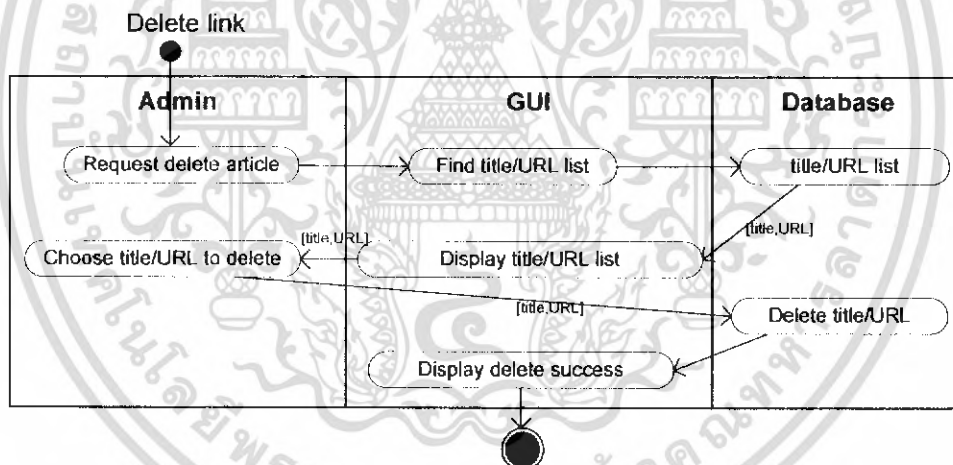 Delete link
Admin
GUI
Database
Request delete article
Find title/URL list
title/URL list
[title,URL]
[title,URL]
Choose title/URL to delete
Display title/URL list
[title,URL]
Delete title/URL
Display delete success